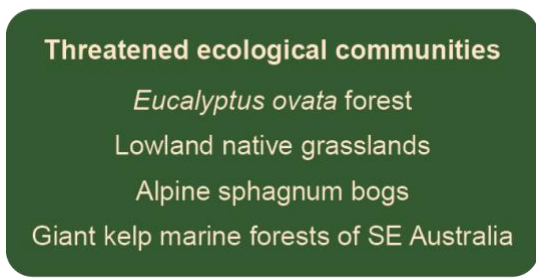 Threatened ecological communities
Eucalyptus ovata forest
Lowland native grasslands
Alpine sphagnum bogs
Giant kelp marine forests of SE Australia